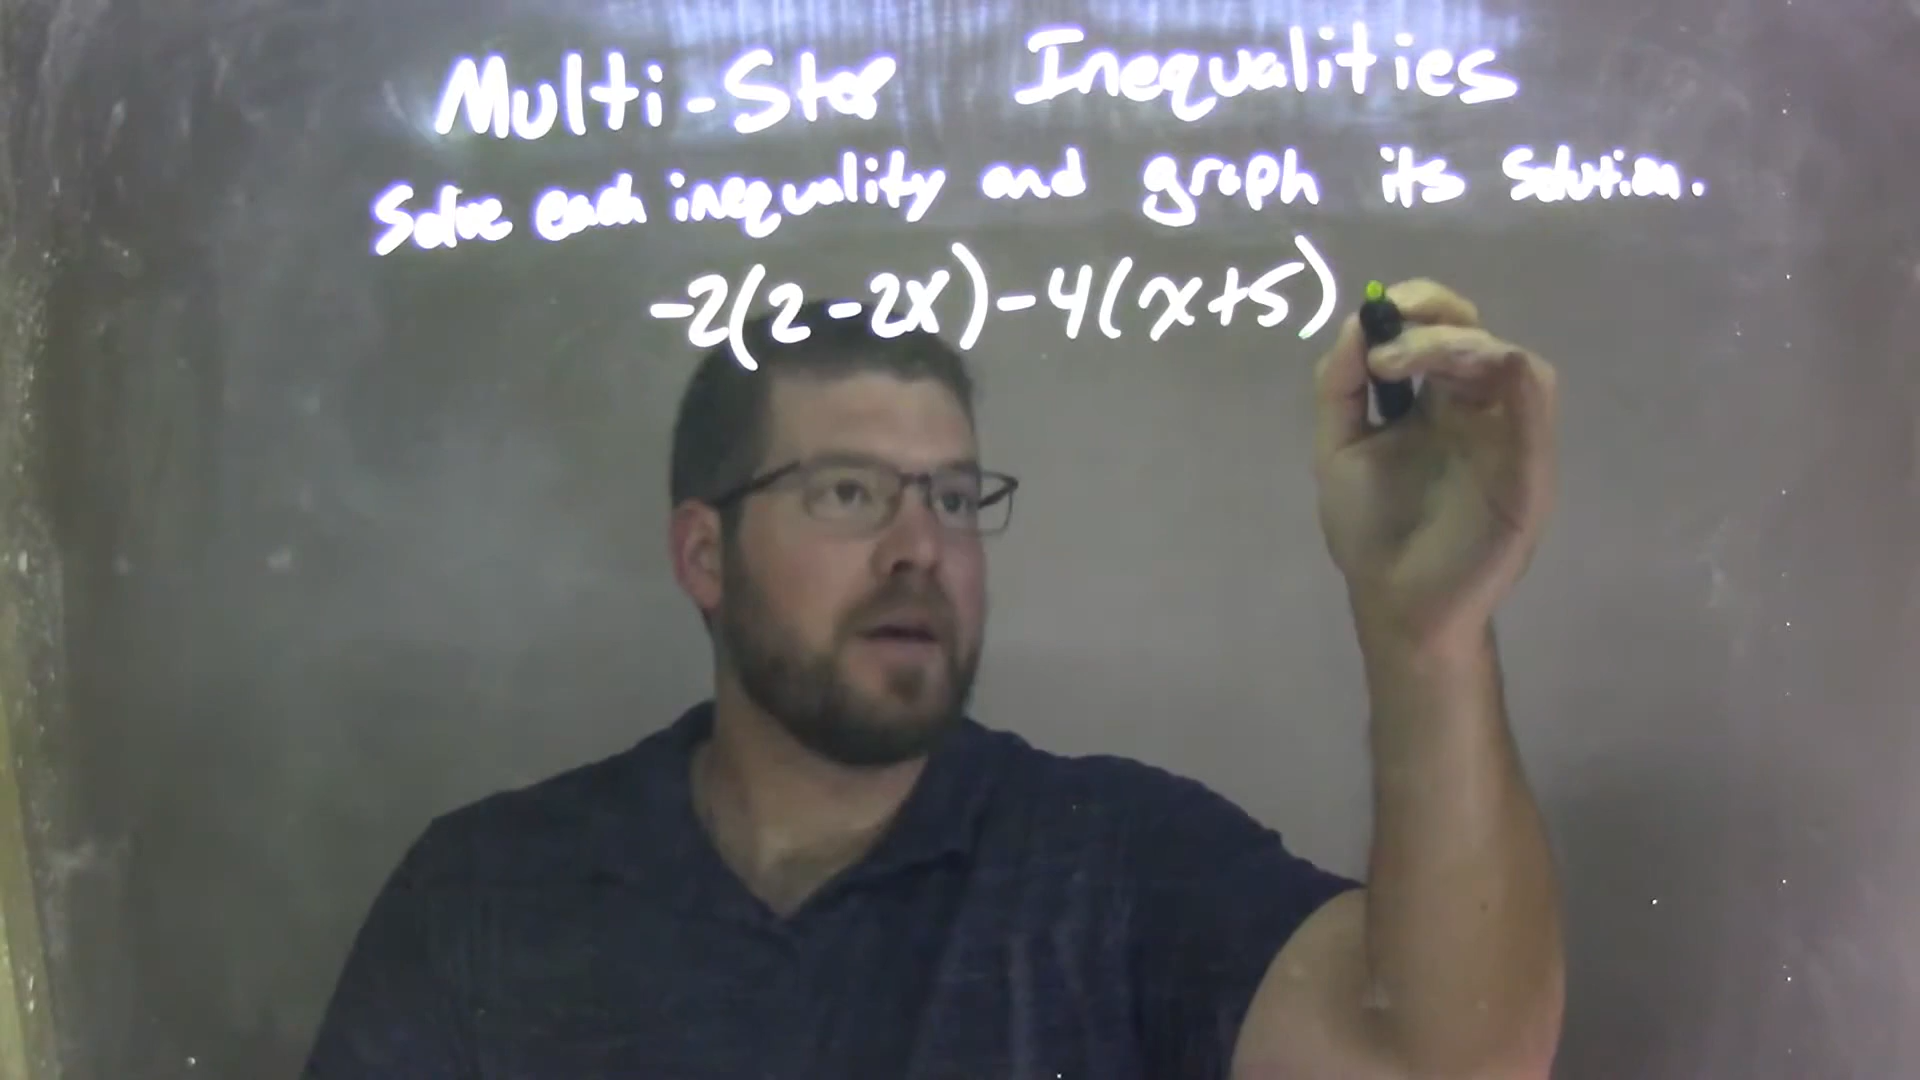 Multi-Step Inequalities
Solve each inequality and graph its solution.
-2(2-2x)-4(x+5)